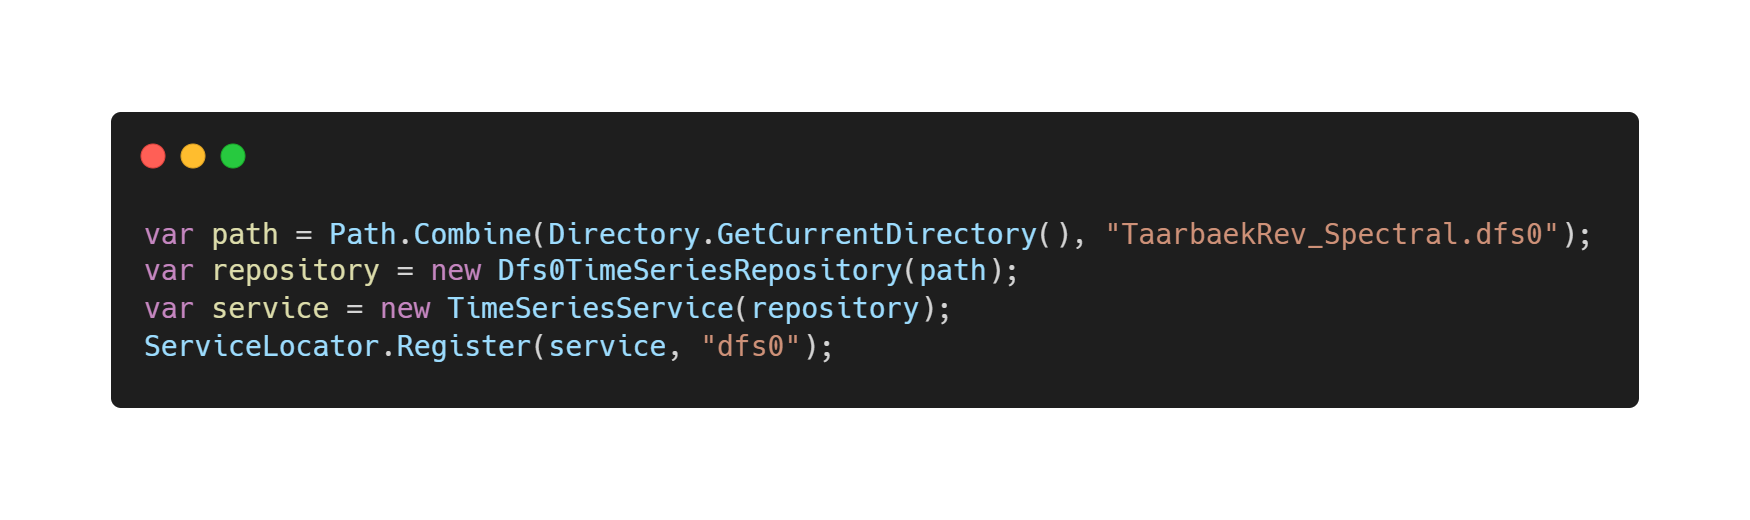 var path = Path.Combine(Directory.GetCurrentDirectory(), "TaarbaekRev_Spectral.dfs0");
var repository = new Dfs0TimeSeriesRepository(path);
var service = new TimeSeriesService(repository);
ServiceLocator.Register(service, "dfs0");